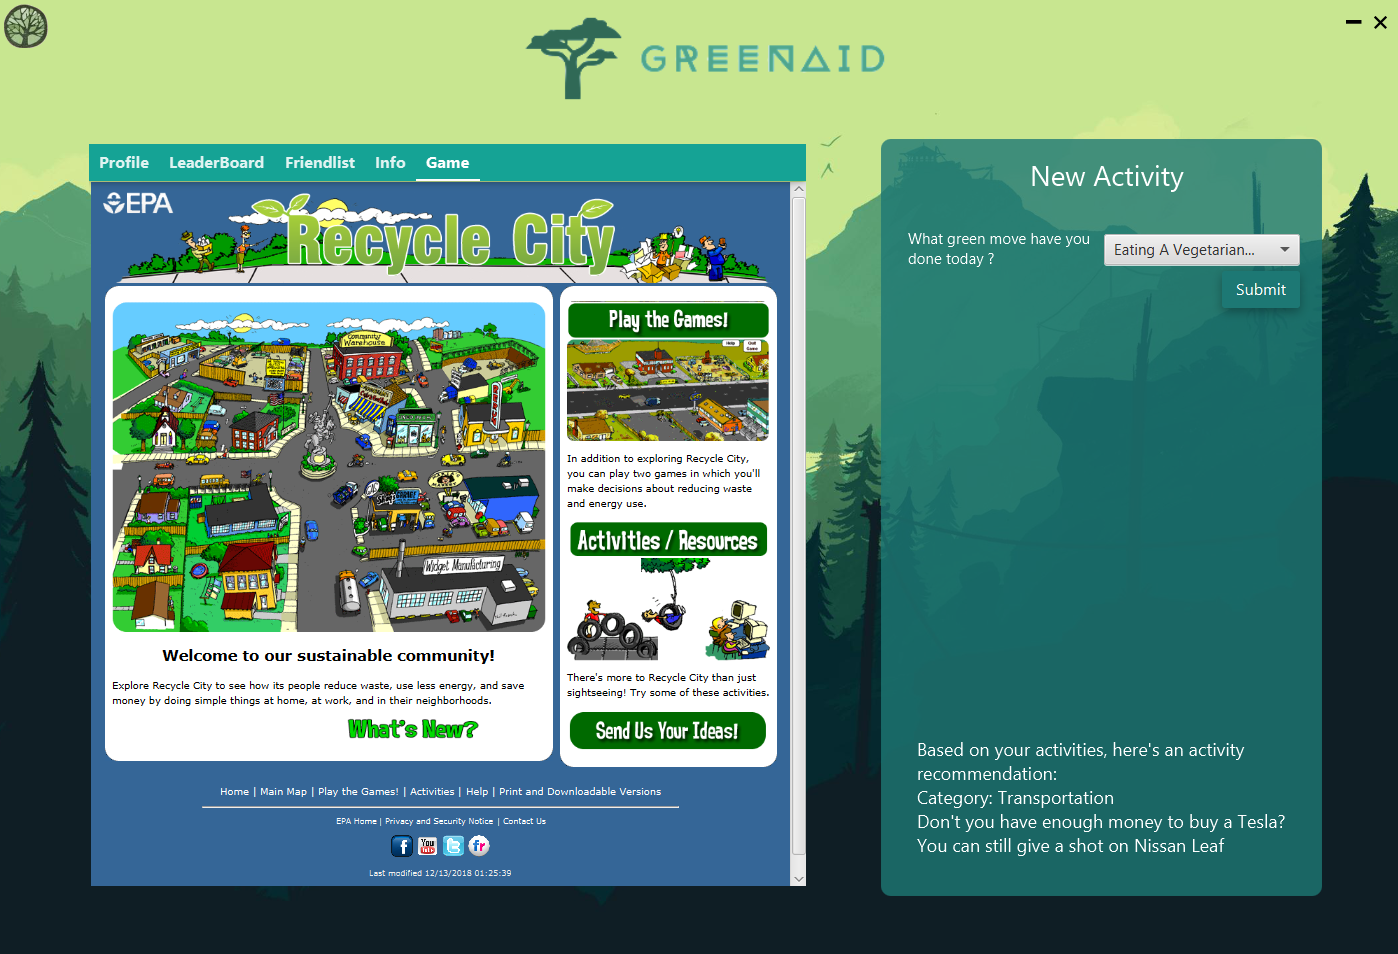 GREENAID
Profile LeaderBoard Friendlist Info Game
EPA
Recycle City
Community Warehouse
Widget Manufacturing
Welcome to our sustainable community!
Explore Recycle City to see how its people reduce waste, use less energy, and save
money by doing simple things at home, at work, and in their neighborhoods.
What's New?
Play the Games!
Help
In addition to exploring Recycle City,
you can play two games in which you'll
make decisions about reducing waste
and energy use.
Activities / Resources
There's more to Recycle City than just
sightseeing! Try some of these activities.
Send Us Your Ideas!
Home | Main Map | Play the Games! | Activities | Help | Print and Downloadable Versions
EPA Home | Privacy and Security Notice | Contact Us
Last modified 12/13/2018 01:25:39
New Activity
What green move have you
done today ?
Eating A Vegetarian...
Submit
Based on your activities, here's an activity
recommendation:
Category: Transportation
Don't you have enough money to buy a Tesla?
You can still give a shot on Nissan Leaf